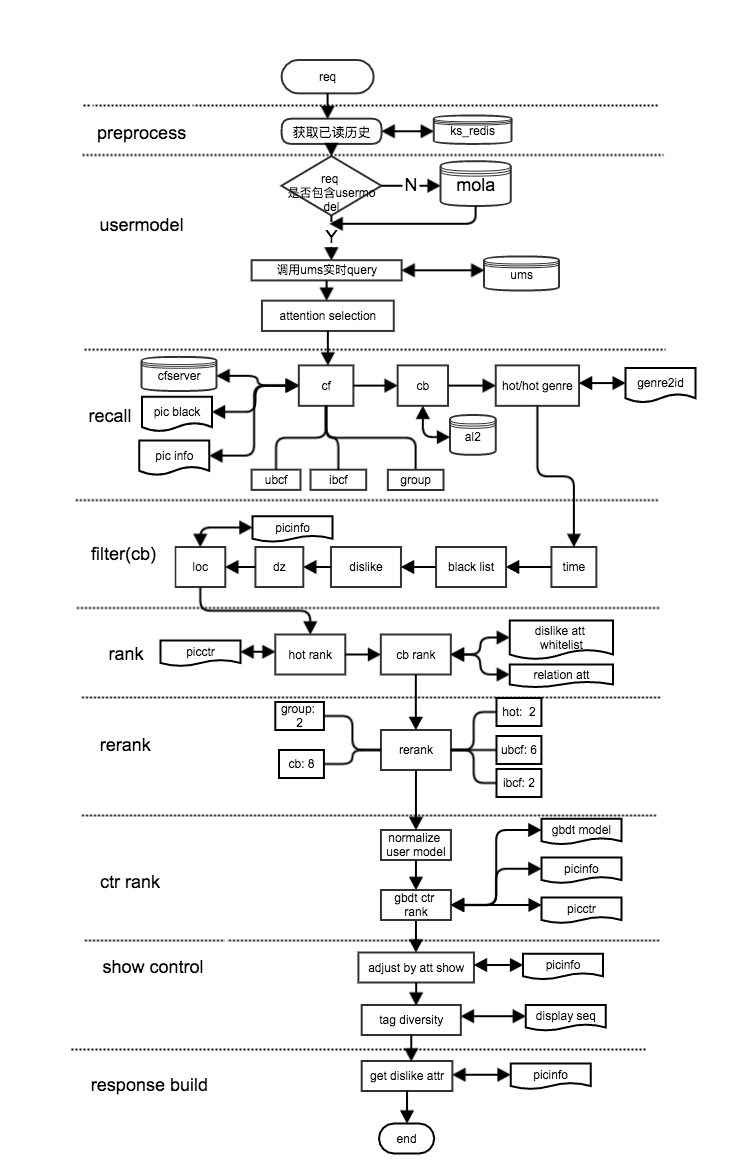 req
preprocess
获取已读历史
ks_redis
usermodel
req
是否包含usermo
del
N
mola
Y
调用ums实时query
ums
attention selection
recall
cfserver
pic black
pic info
cf
cb
hot/hot genre
genre2id
al2
ubcf
ibcf
group
filter(cb)
picinfo
loc
dz
dislike
black list
time
rank
picctr
hot rank
cb rank
dislike att
whitelist
relation att
rerank
group:
2
cb: 8
rerank
hot: 2
ubcf: 6
ibcf: 2
ctr rank
normalize
user model
gbdt ctr
rank
gbdt model
picinfo
picctr
show control
adjust by att show
picinfo
tag diversity
display seq
response build
get dislike attr
picinfo
end